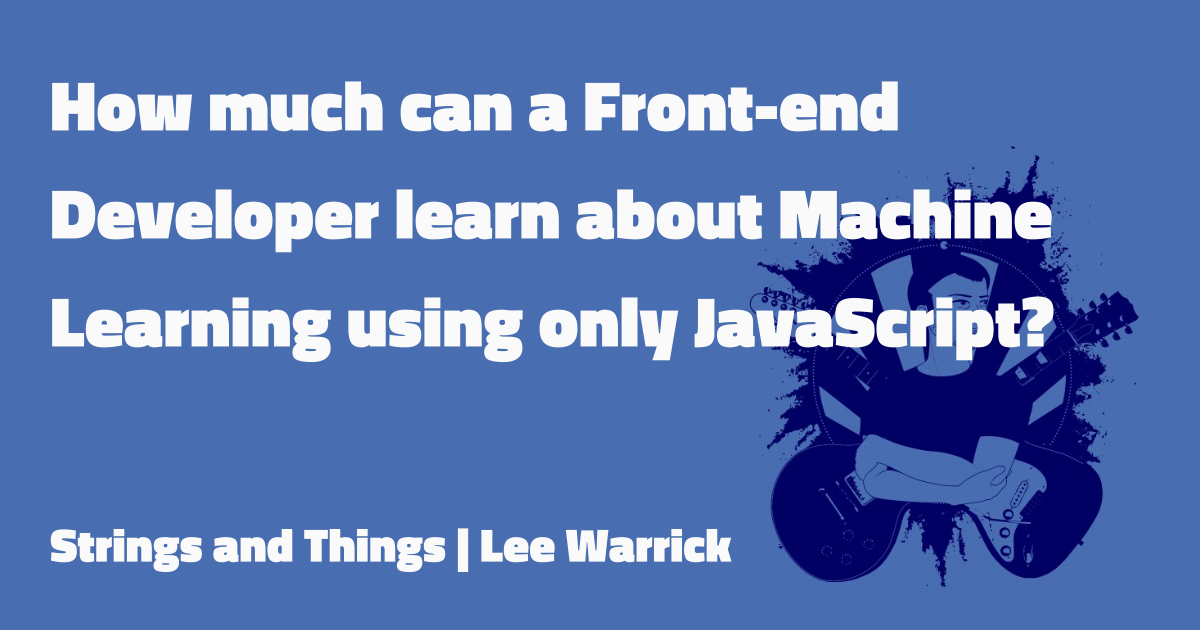 How much can a Front-end
Developer learn about Machine
Learning using only JavaScript?
Strings and Things | Lee Warrick